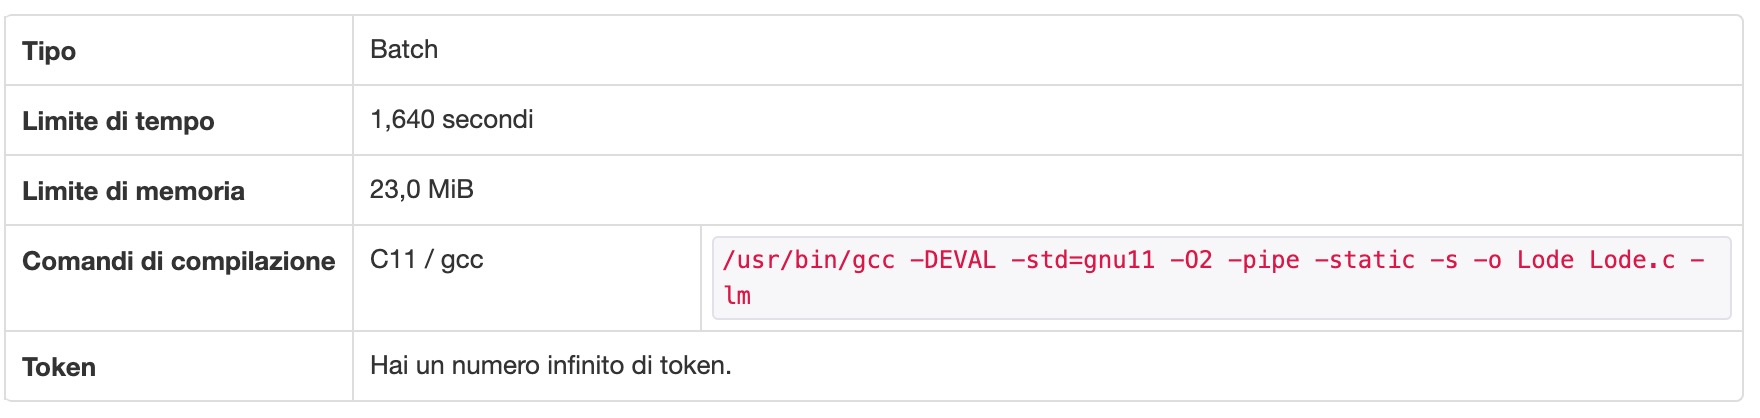 Tipo Batch
Limite di tempo 1,640 secondi
Limite di memoria 23,0 MiB
Comandi di compilazione C11 / gcc /usr/bin/gcc -DEVAL -std=gnu11 -O2 -pipe -static -s -o Lode Lode.c -
lm
Token Hai un numero infinito di token.